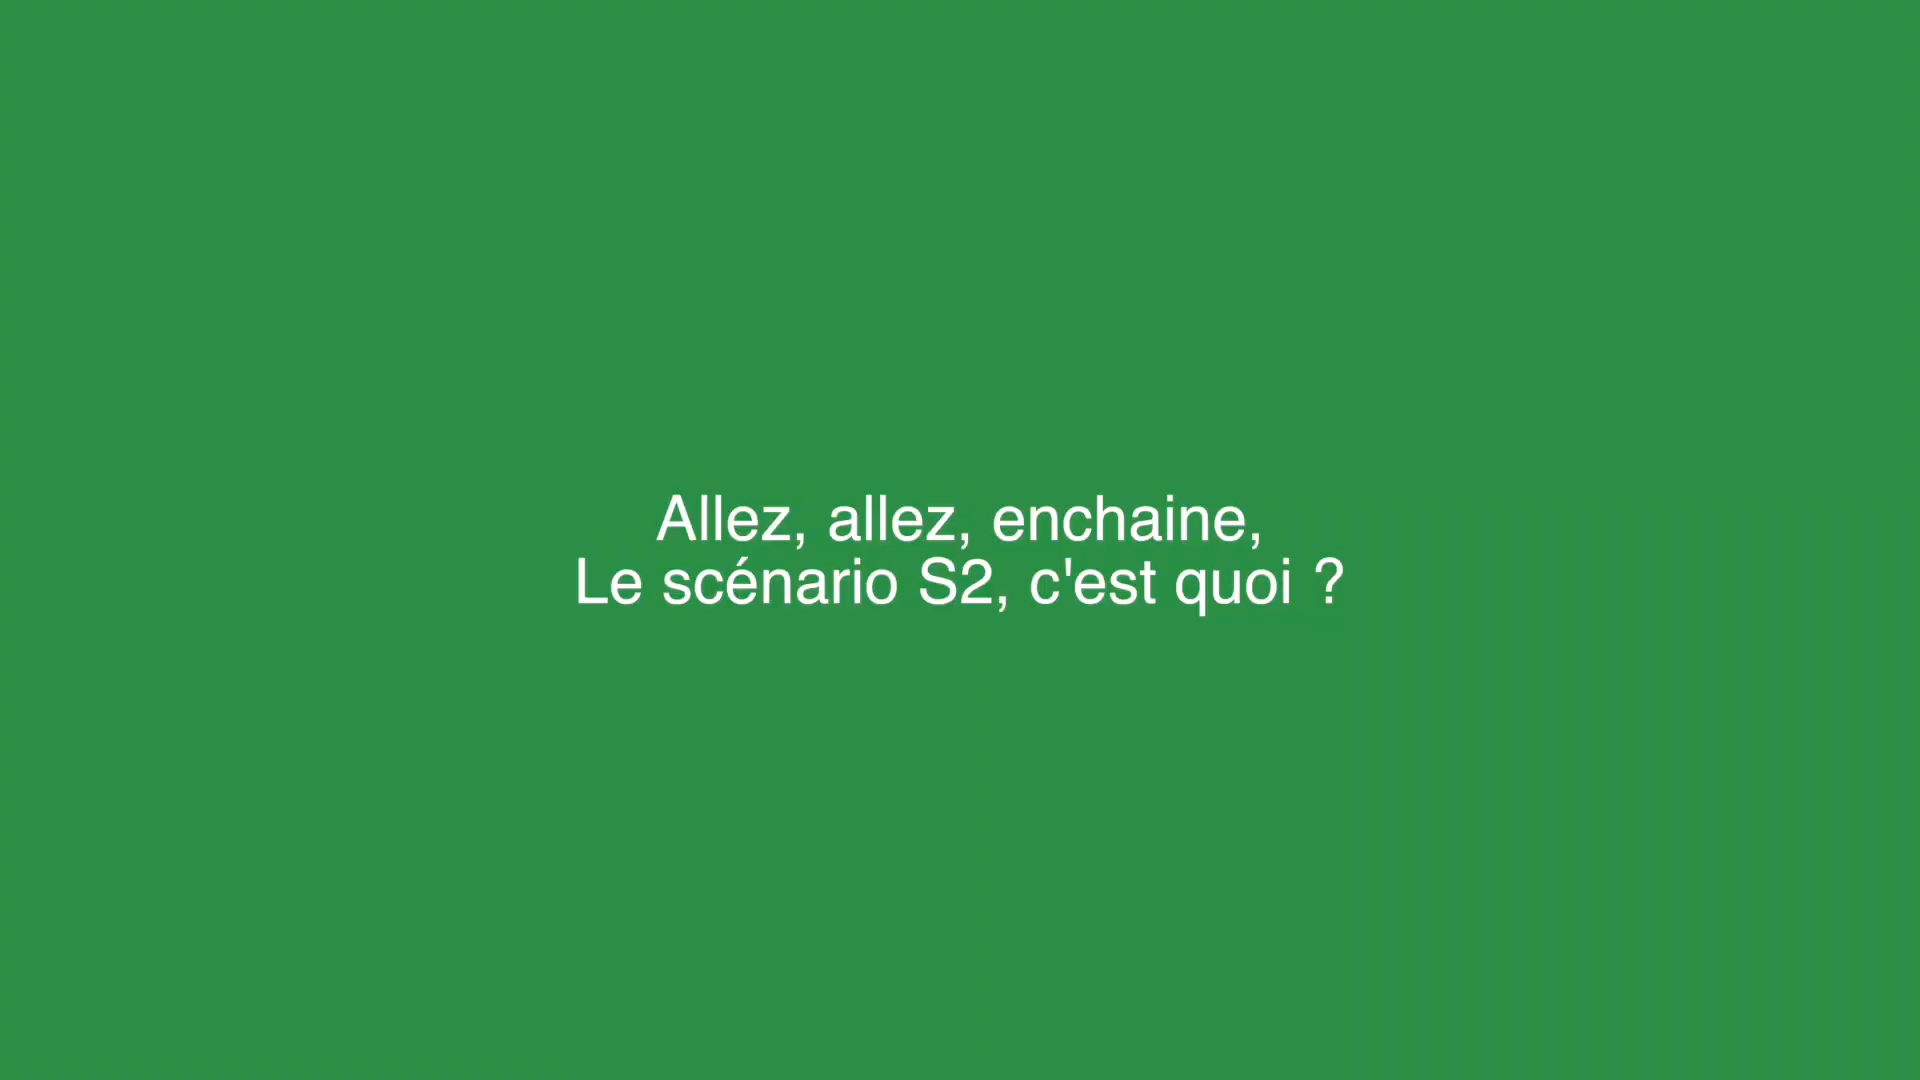 Allez, allez, enchaine,
Le scénario S2, c'est quoi ?